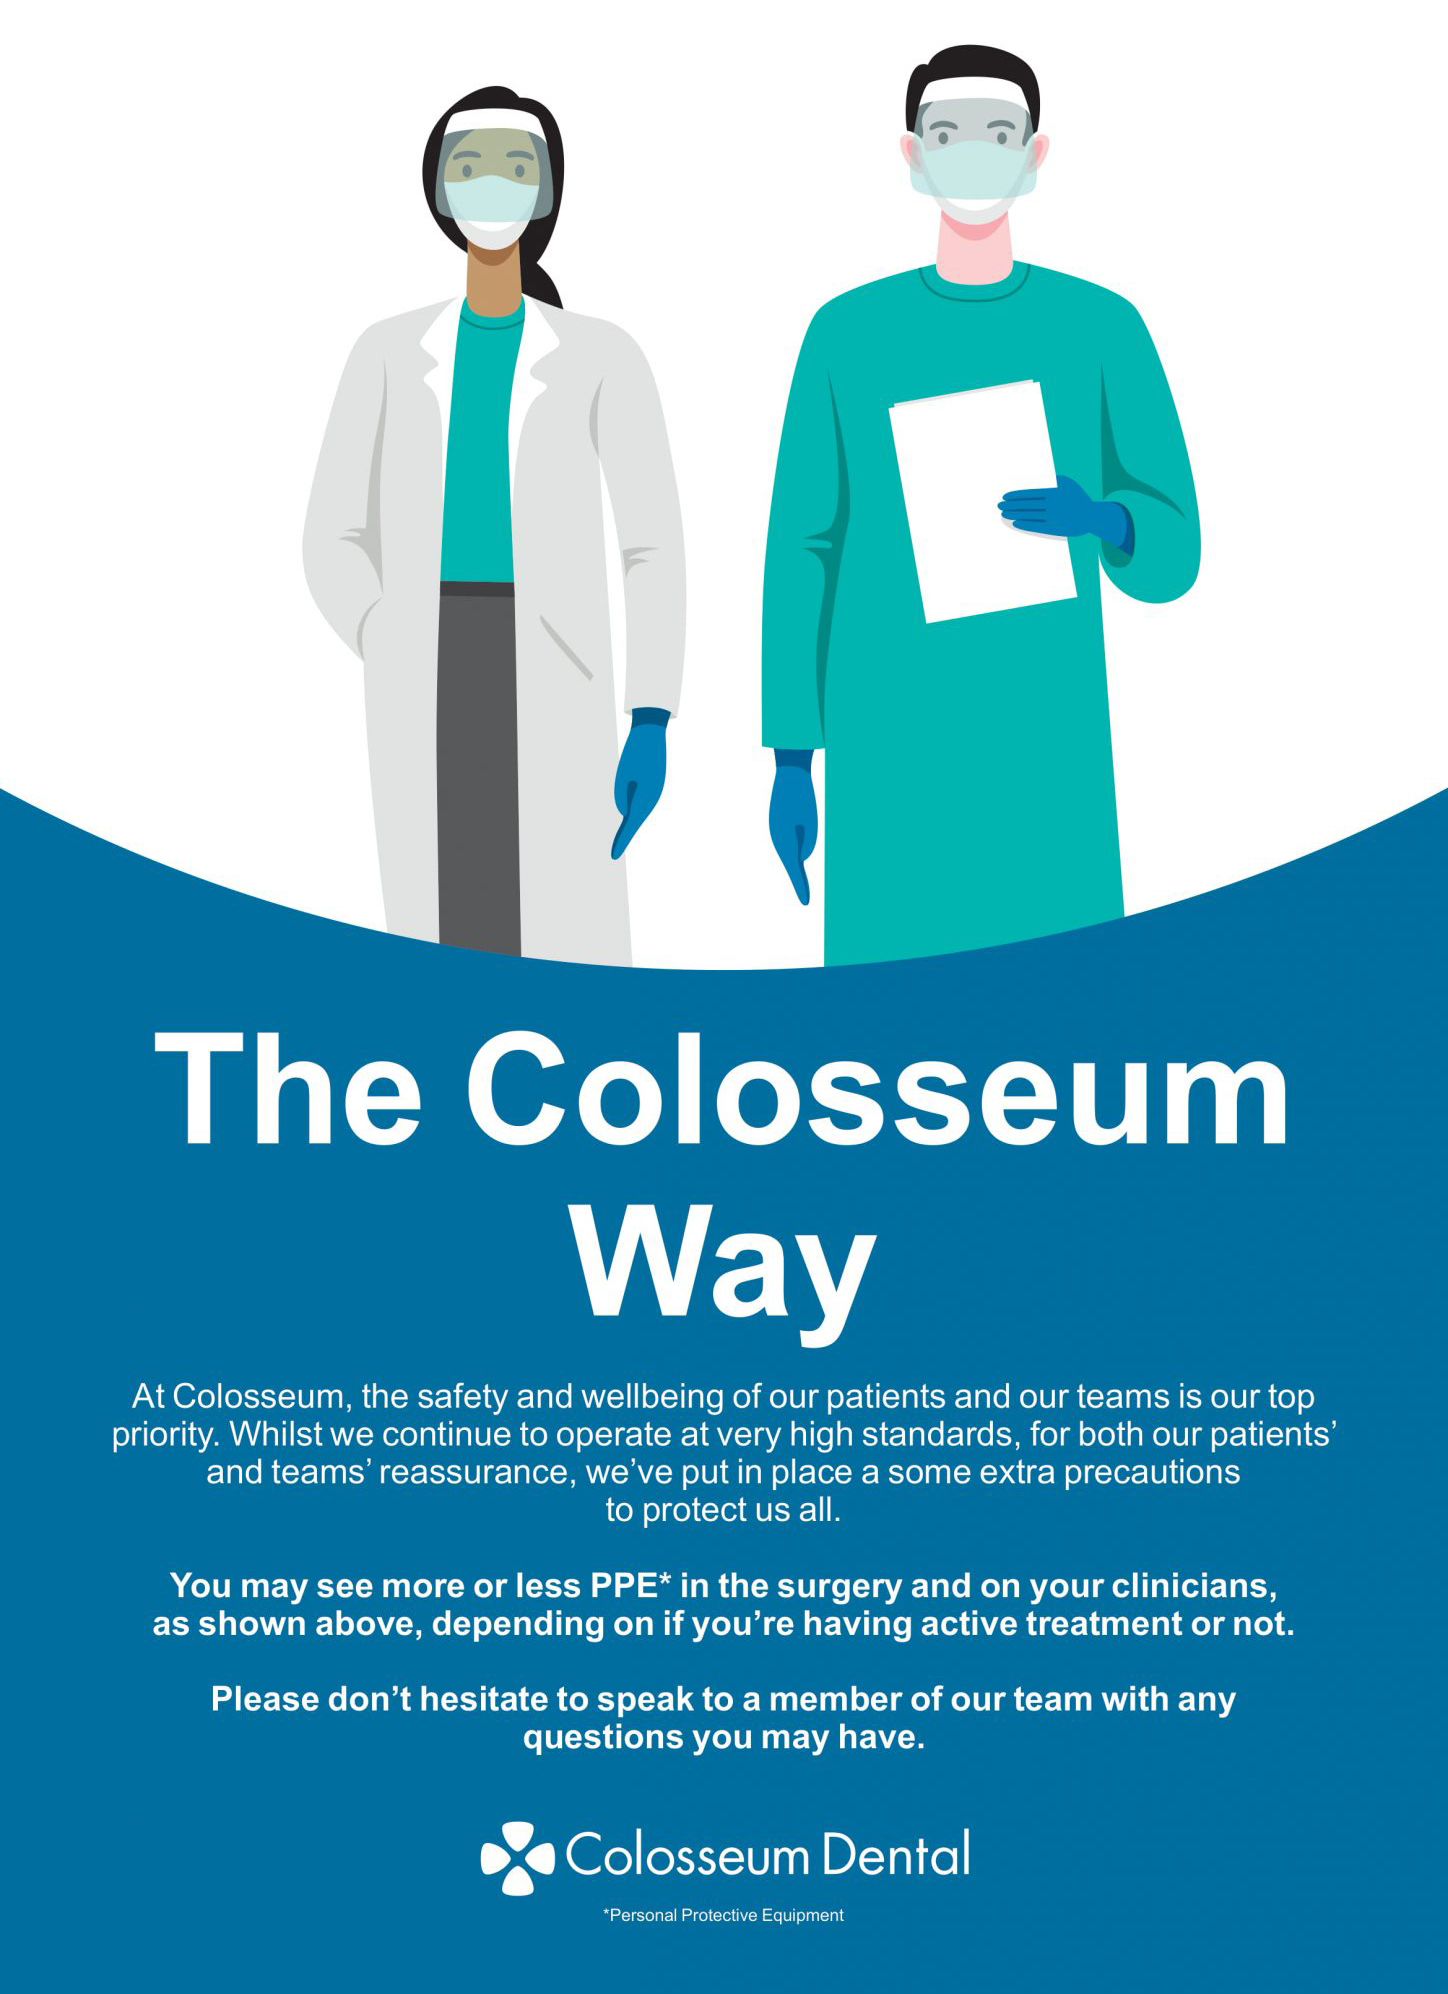 The Colosseum
Way
At Colosseum, the safety and wellbeing of our patients and our teams is our top
priority. Whilst we continue to operate at very high standards, for both our patients’
and teams’ reassurance, we’ve put in place a some extra precautions
to protect us all.
You may see more or less PPE* in the surgery and on your clinicians,
as shown above, depending on if you’re having active treatment or not.
Please don’t hesitate to speak to a member of our team with any
questions you may have.
Colosseum Dental
*Personal Protective Equipment